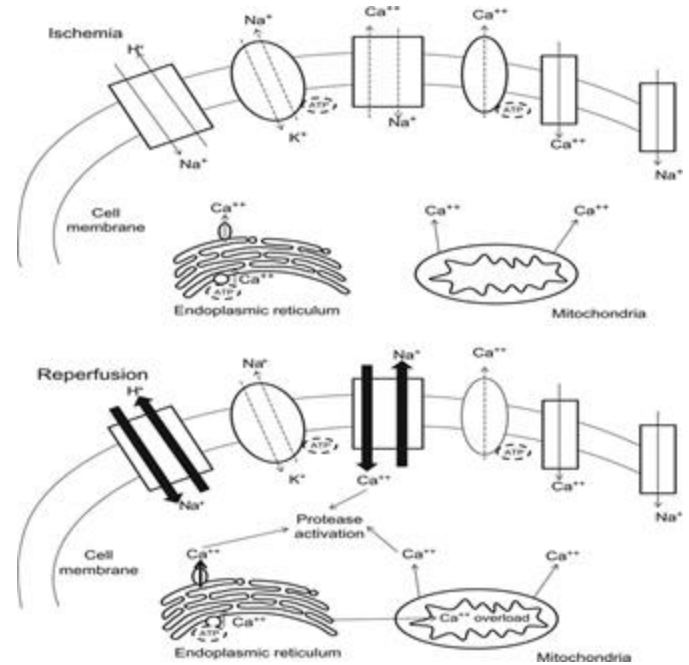 Ischemia
H⁺
Na⁺
Ca⁺⁺
Ca⁺⁺
ATP
ATP
Na⁺
K⁺
Na⁺
Ca⁺⁺
Na⁺
Cell
membrane
Ca⁺⁺
Ca⁺⁺
Ca⁺⁺
Ca⁺⁺
ATP
Endoplasmic reticulum
Mitochondria
Reperfusion
H⁺
Na⁺
Na⁺
Ca⁺⁺
ATP
ATP
Na⁺
K⁺
Ca⁺⁺
Ca⁺⁺
Na⁺
Protease
activation
Cell
membrane
Ca⁺⁺
Ca⁺⁺
Ca⁺⁺
Ca⁺⁺
ATP
Ca⁺⁺ overload
Endoplasmic reticulum
Mitochondria